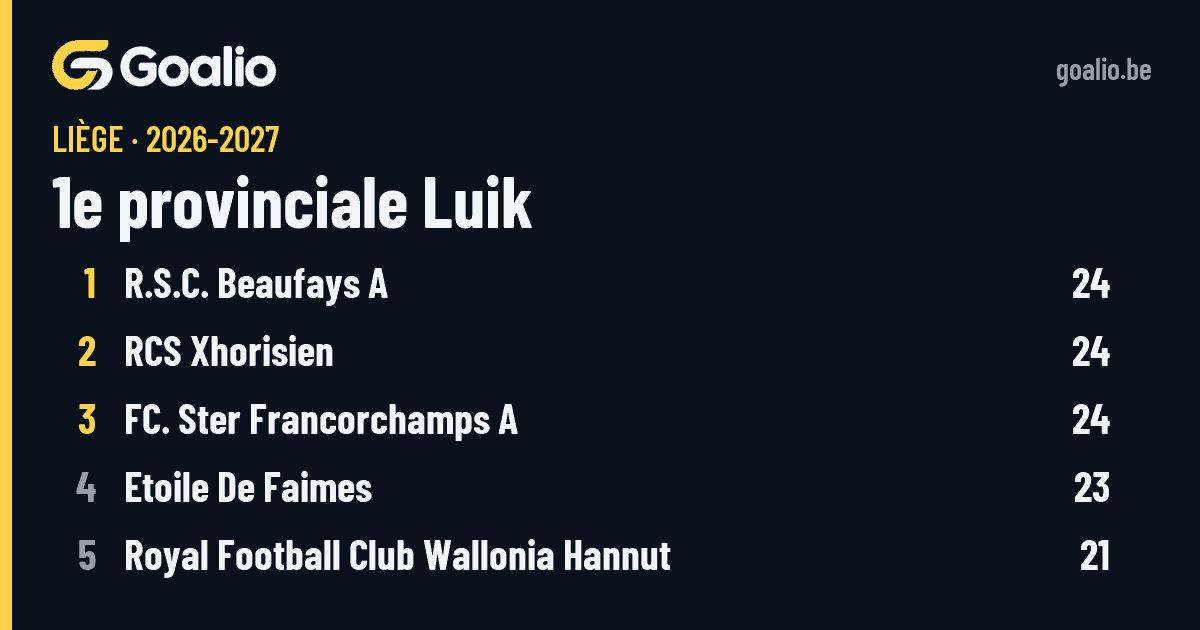 Goalio
goalio.be
LIÈGE · 2026-2027
1e provinciale Luik
1 R.S.C. Beaufays A 24
2 RCS Xhorisien 24
3 FC. Ster Francorchamps A 24
4 Etoile De Faimes 23
5 Royal Football Club Wallonia Hannut 21